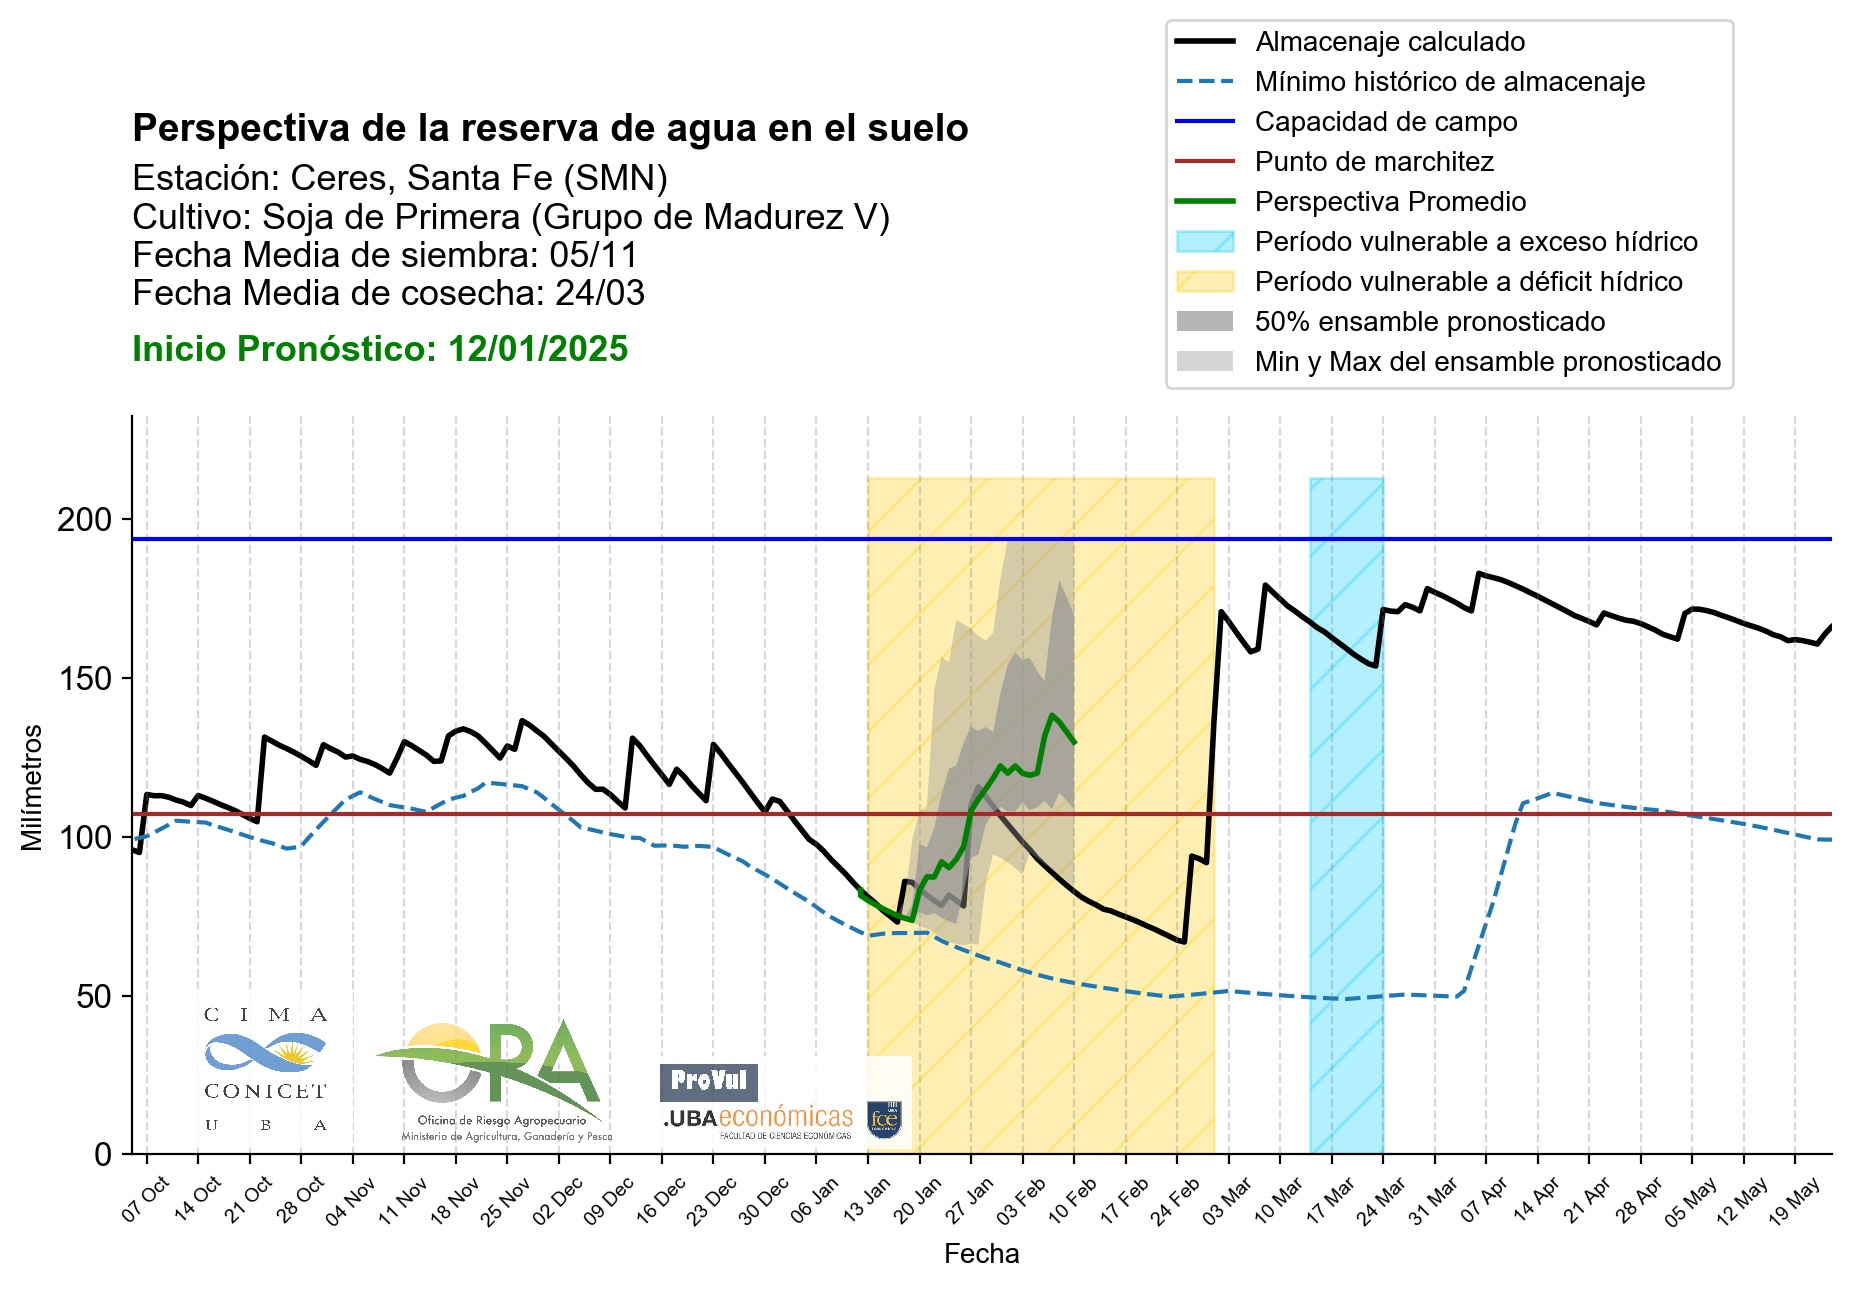 Almacenaje calculado
Mínimo histórico de almacenaje
Capacidad de campo
Punto de marchitez
Perspectiva Promedio
Período vulnerable a exceso hídrico
Período vulnerable a déficit hídrico
50% ensamble pronosticado
Min y Max del ensamble pronosticado
Perspectiva de la reserva de agua en el suelo
Estación: Ceres, Santa Fe (SMN)
Cultivo: Soja de Primera (Grupo de Madurez V)
Fecha Media de siembra: 05/11
Fecha Media de cosecha: 24/03
Inicio Pronóstico: 12/01/2025
Milímetros
200
150
100
50
0
CIMA
CONICET
UBA
ORA
Oficina de Riesgo Agropecuario
Ministerio de Agricultura, Ganadería y Pesca
ProVul
.UBAeconómicas
FACULTAD DE CIENCIAS ECONÓMICAS
UBA
fce
ECONÓMICAS
07 Oct
14 Oct
21 Oct
28 Oct
04 Nov
11 Nov
18 Nov
25 Nov
02 Dec
09 Dec
16 Dec
23 Dec
30 Dec
06 Jan
13 Jan
20 Jan
27 Jan
03 Feb
10 Feb
17 Feb
24 Feb
03 Mar
10 Mar
17 Mar
24 Mar
31 Mar
07 Apr
14 Apr
21 Apr
28 Apr
05 May
12 May
19 May
Fecha